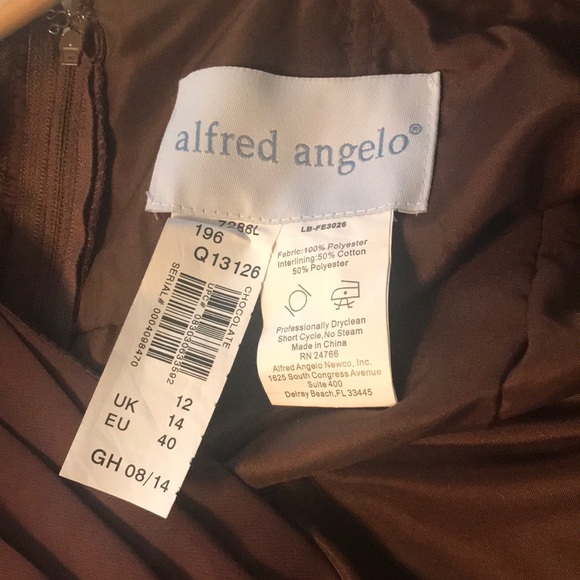 alfred angelo®
7286L
196
Q13126
CHOCOLATE
SERIAL# 0004098470
12
UK 14
EU 40
GH 08/14
LB-FE3026
Fabric:100% Polyester
Interlining:50% Cotton
50% Polyester
Professionally Dryclean
Short Cycle,No Steam
Made in China
RN 24766
Alfred Angelo Newco, Inc.
1625 South Congress Avenue
Suite 400
Delray Beach,FL 33445